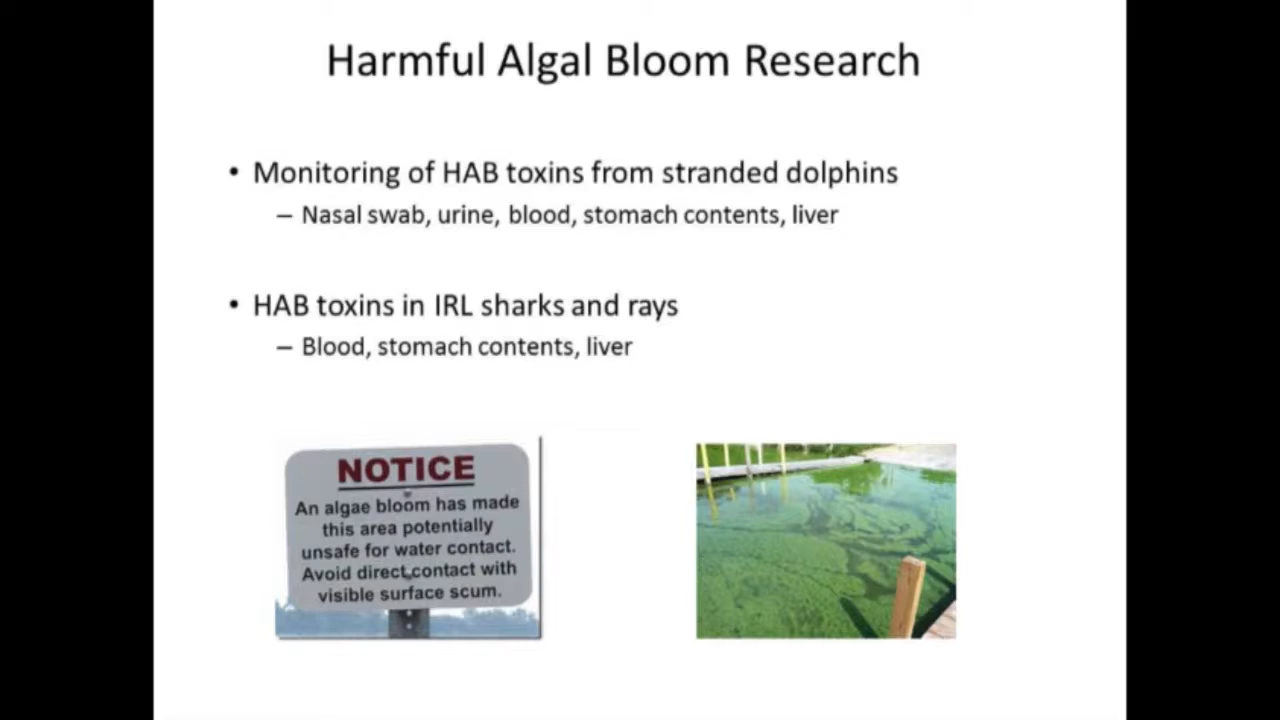 Harmful Algal Bloom Research
• Monitoring of HAB toxins from stranded dolphins
– Nasal swab, urine, blood, stomach contents, liver
• HAB toxins in IRL sharks and rays
– Blood, stomach contents, liver
NOTICE
An algae bloom has made
this area potentially
unsafe for water contact.
Avoid direct contact with
visible surface scum.